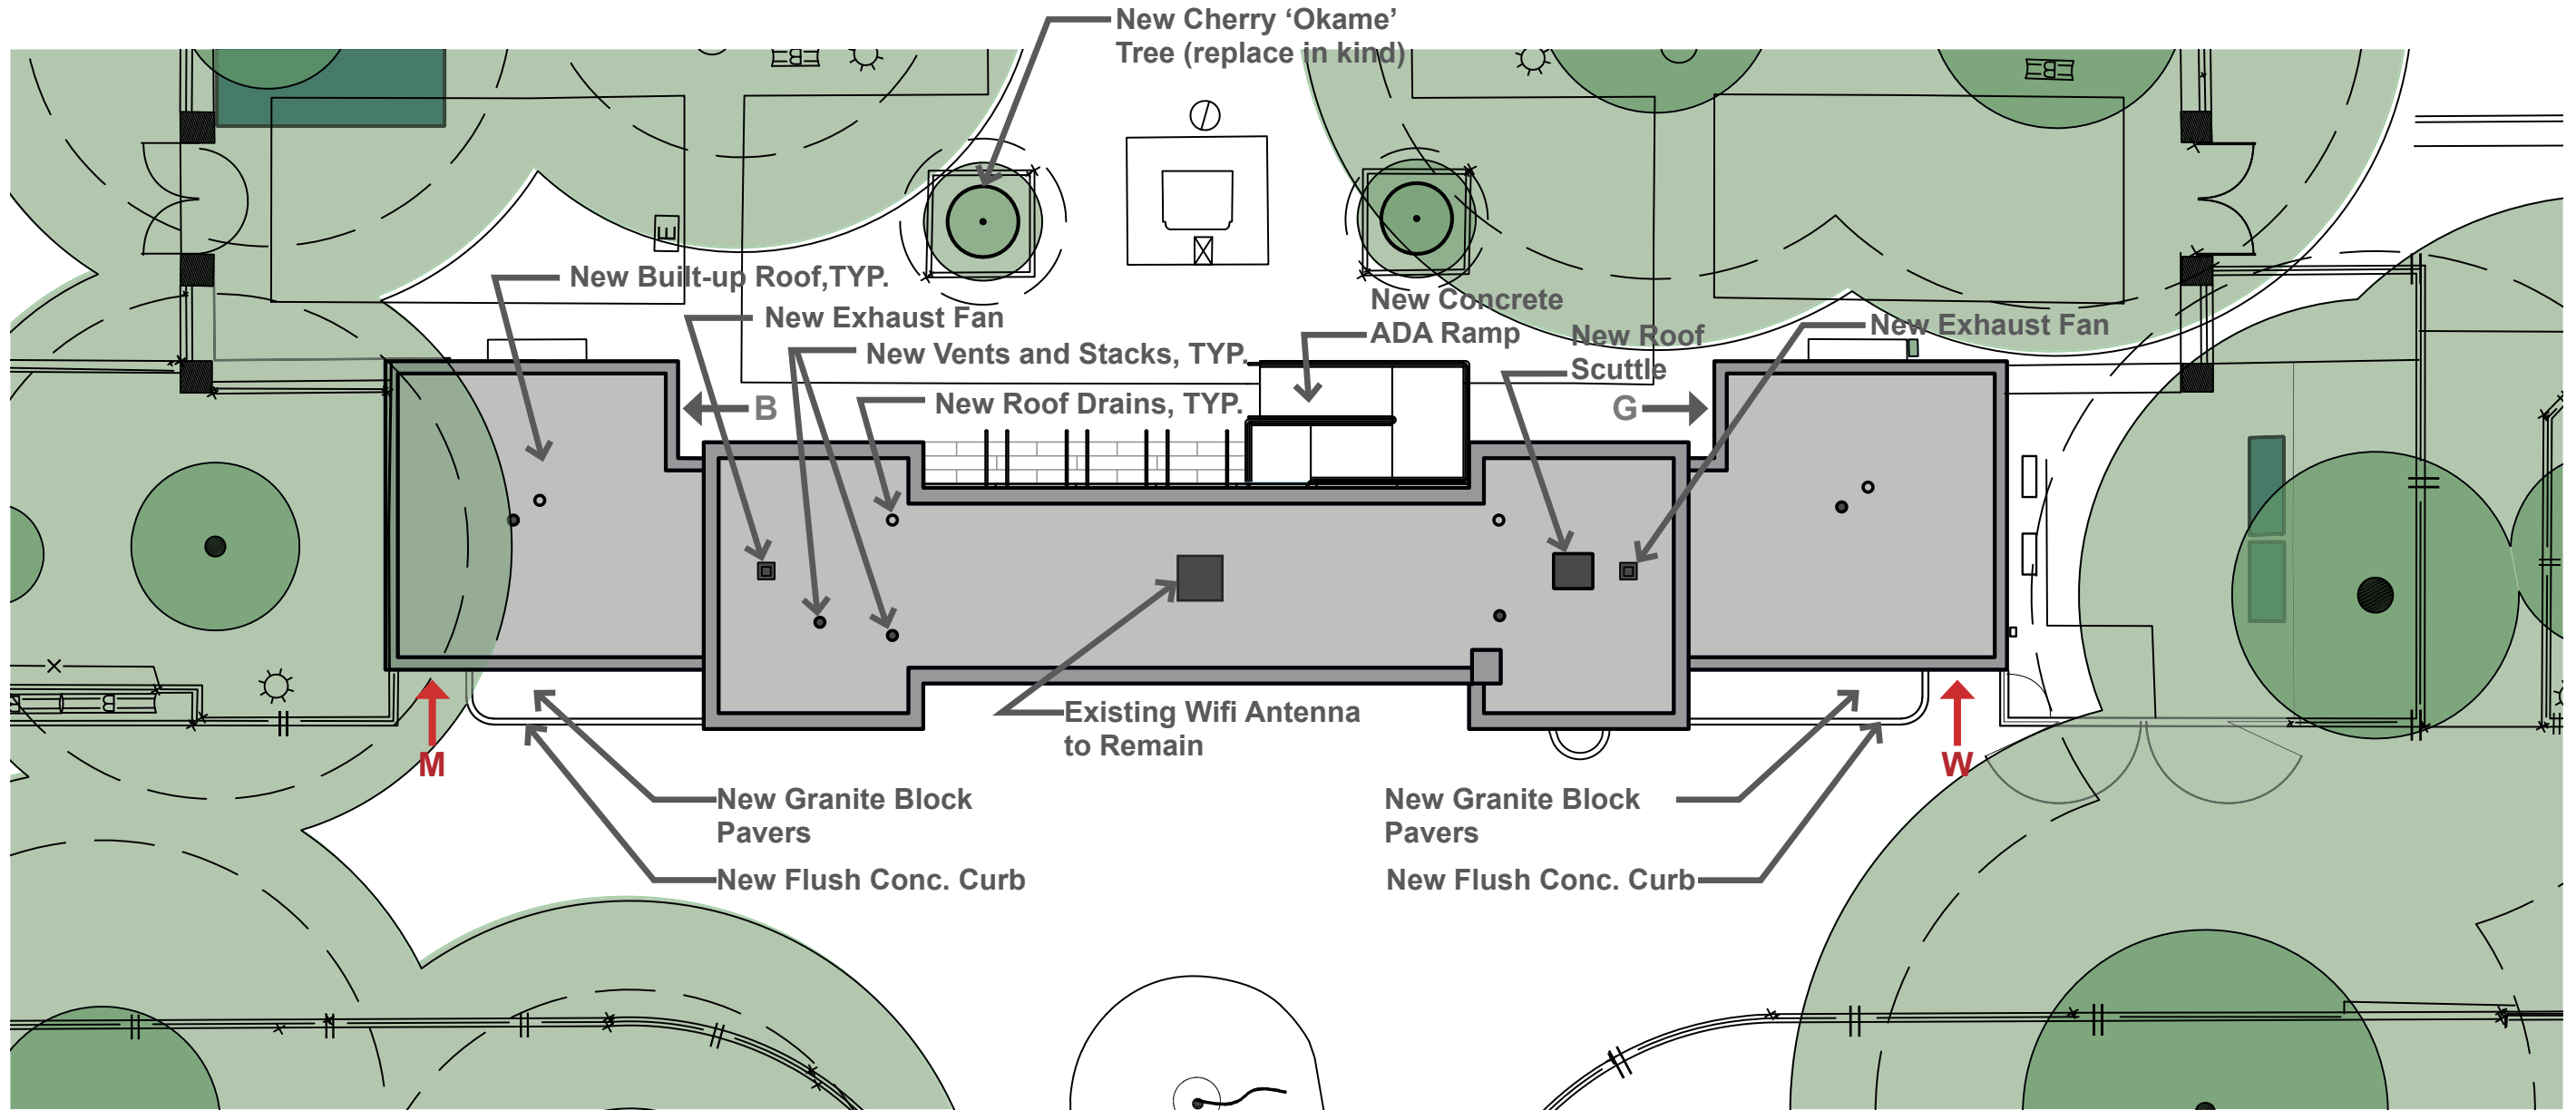 New Cherry ‘Okame’
Tree (replace in kind)
B
B
E
New Built-up Roof,TYP.
New Exhaust Fan
New Vents and Stacks, TYP.
New Roof Drains, TYP.
B
New Concrete
ADA Ramp
New Roof
Scuttle
New Exhaust Fan
G
Existing Wifi Antenna
to Remain
B
M
W
New Granite Block
Pavers
New Flush Conc. Curb
New Granite Block
Pavers
New Flush Conc. Curb